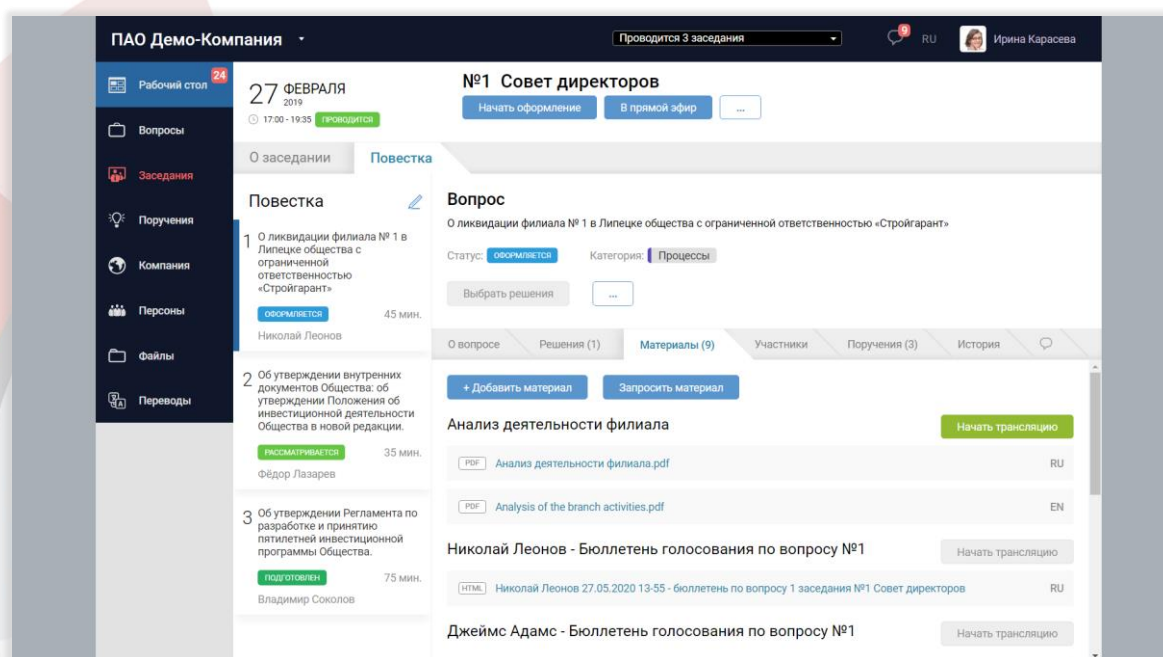 ПАО Демо-Компания
Проводится 3 заседания
9
RU
Ирина Карасева
Рабочий стол
24
Вопросы
Заседания
Поручения
Компания
Персоны
Файлы
Переводы
27 ФЕВРАЛЯ
2019
17:00 - 19:35 ПРОВОДИТСЯ
№1 Совет директоров
Начать оформление
В прямой эфир
...
О заседании
Повестка
Повестка
1 О ликвидации филиала № 1 в
Липецке общества с
ограниченной
ответственностью
«Стройгарант»
ОФОРМЛЯЕТСЯ 45 мин.
Николай Леонов
2 Об утверждении внутренних
документов Общества: об
утверждении Положения об
инвестиционной деятельности
Общества в новой редакции.
РАССМАТРИВАЕТСЯ 35 мин.
Фёдор Лазарев
3 Об утверждении Регламента по
разработке и принятию
пятилетней инвестиционной
программы Общества.
ПОДГОТОВЛЕН 75 мин.
Владимир Соколов
Вопрос
О ликвидации филиала № 1 в Липецке общества с ограниченной ответственностью «Стройгарант»
Статус: ОФОРМЛЯЕТСЯ Категория: Процессы
Выбрать решения
...
О вопросе
Решения (1)
Материалы (9)
Участники
Поручения (3)
История
+ Добавить материал
Запросить материал
Анализ деятельности филиала
Начать трансляцию
PDF Анализ деятельности филиала.pdf RU
PDF Analysis of the branch activities.pdf EN
Николай Леонов - Бюллетень голосования по вопросу №1
Начать трансляцию
HTML Николай Леонов 27.05.2020 13-55 - бюллетень по вопросу 1 заседания №1 Совет директоров RU
Джеймс Адамс - Бюллетень голосования по вопросу №1
Начать трансляцию